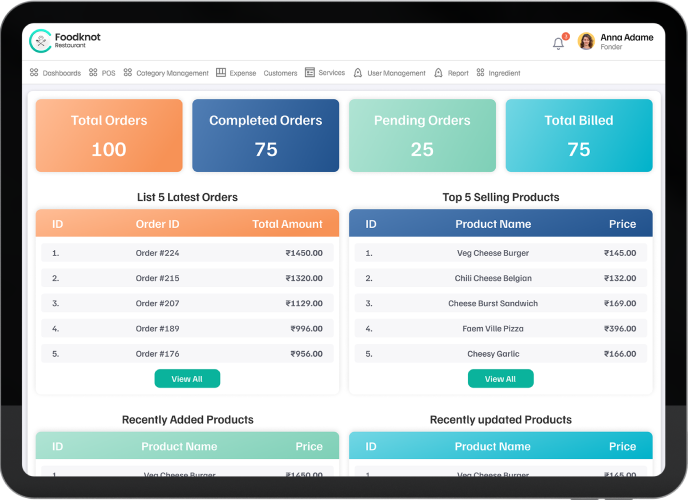 Foodknot
Restaurant
3
Anna Adame
Fonder
Dashboards POS Category Management Expense Customers Services User Management Report Ingredient
Total Orders
100
Completed Orders
75
Pending Orders
25
Total Billed
75
List 5 Latest Orders
ID Order ID Total Amount
1. Order #224 ₹1450.00
2. Order #215 ₹1320.00
3. Order #207 ₹1129.00
4. Order #189 ₹996.00
5. Order #176 ₹956.00
View All
Top 5 Selling Products
ID Product Name Price
1. Veg Cheese Burger ₹145.00
2. Chili Cheese Belgian ₹132.00
3. Cheese Burst Sandwich ₹169.00
4. Faem Ville Pizza ₹396.00
5. Cheesy Garlic ₹166.00
View All
Recently Added Products
ID Product Name Price
1. Veg Cheese Burger ₹1450.00
Recently updated Products
ID Product Name Price
1. Veg Cheese Burger ₹145.00